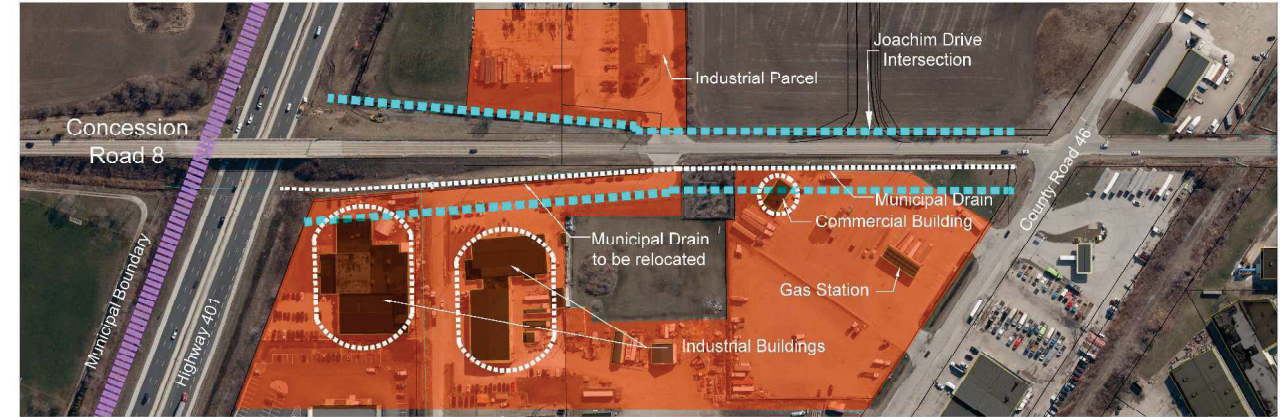 Joachim Drive
Intersection
Industrial Parcel
Concession
Road 8
County Road 46
Municipal Drain
Commercial Building
Municipal Drain
to be relocated
Gas Station
Municipal Boundary
Highway 401
Industrial Buildings